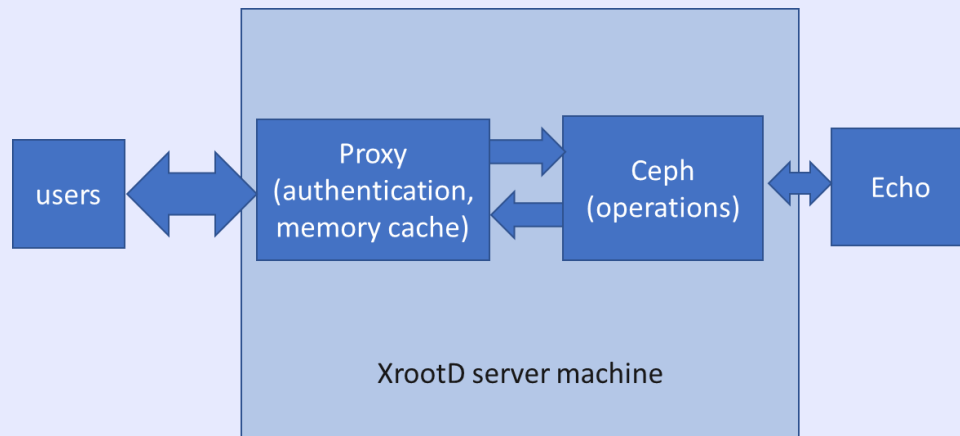 users
Proxy
(authentication,
memory cache)
Ceph
(operations)
Echo
XrootD server machine